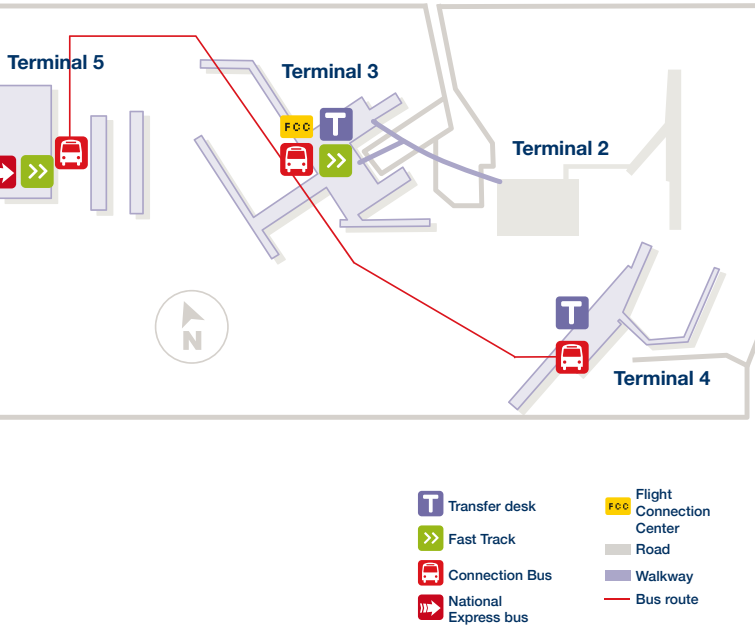 Terminal 5
Terminal 3
FCC
T
Terminal 2
N
T
Terminal 4
T Transfer desk
Fast Track
Connection Bus
National
Express bus
FCC Flight
Connection
Center
Road
Walkway
Bus route